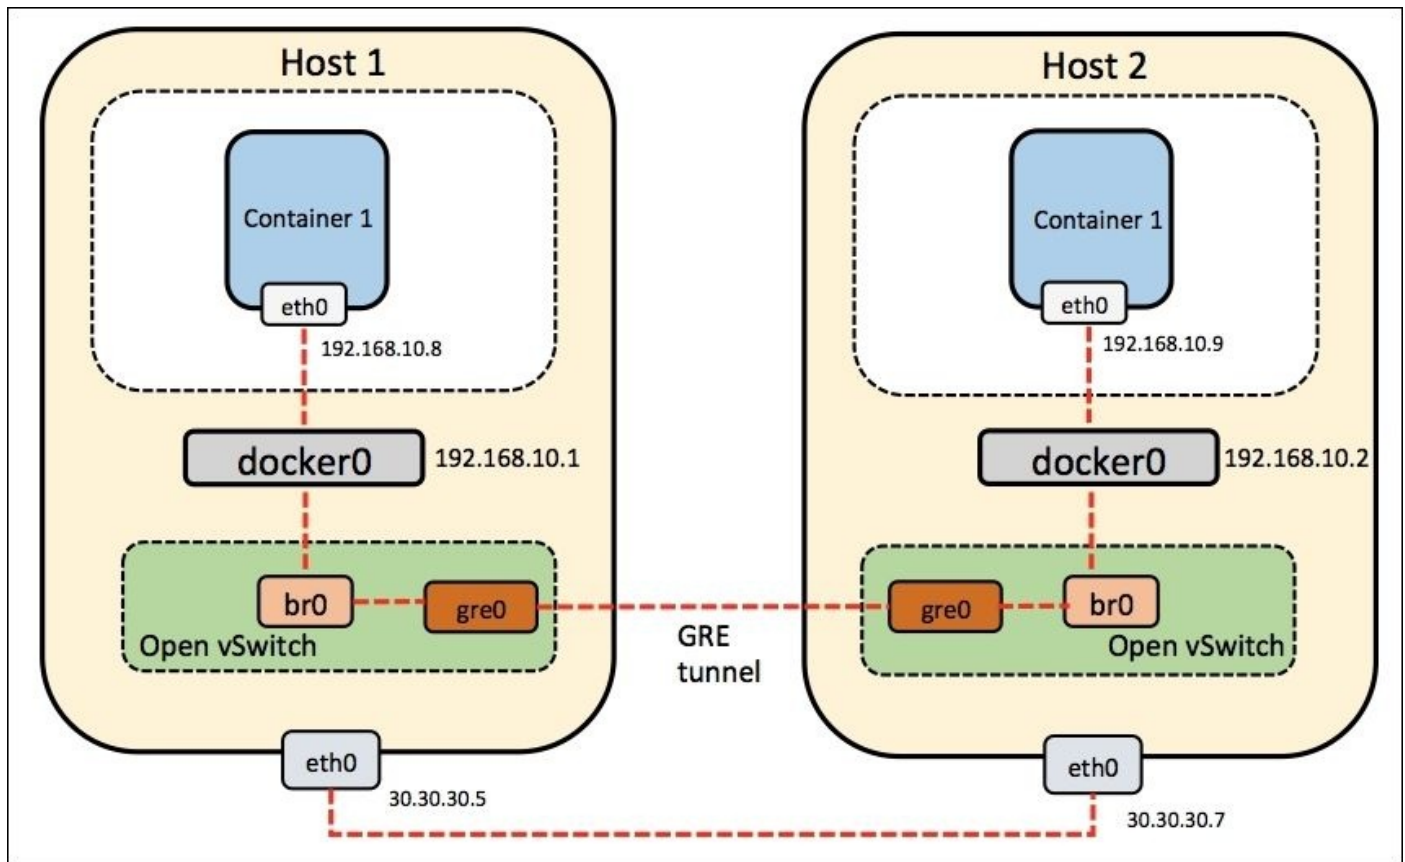 Host 1
Container 1
eth0
192.168.10.8
docker0
192.168.10.1
br0
gre0
Open vSwitch
eth0
30.30.30.5
GRE
tunnel
Host 2
Container 1
eth0
192.168.10.9
docker0
192.168.10.2
gre0
br0
Open vSwitch
eth0
30.30.30.7